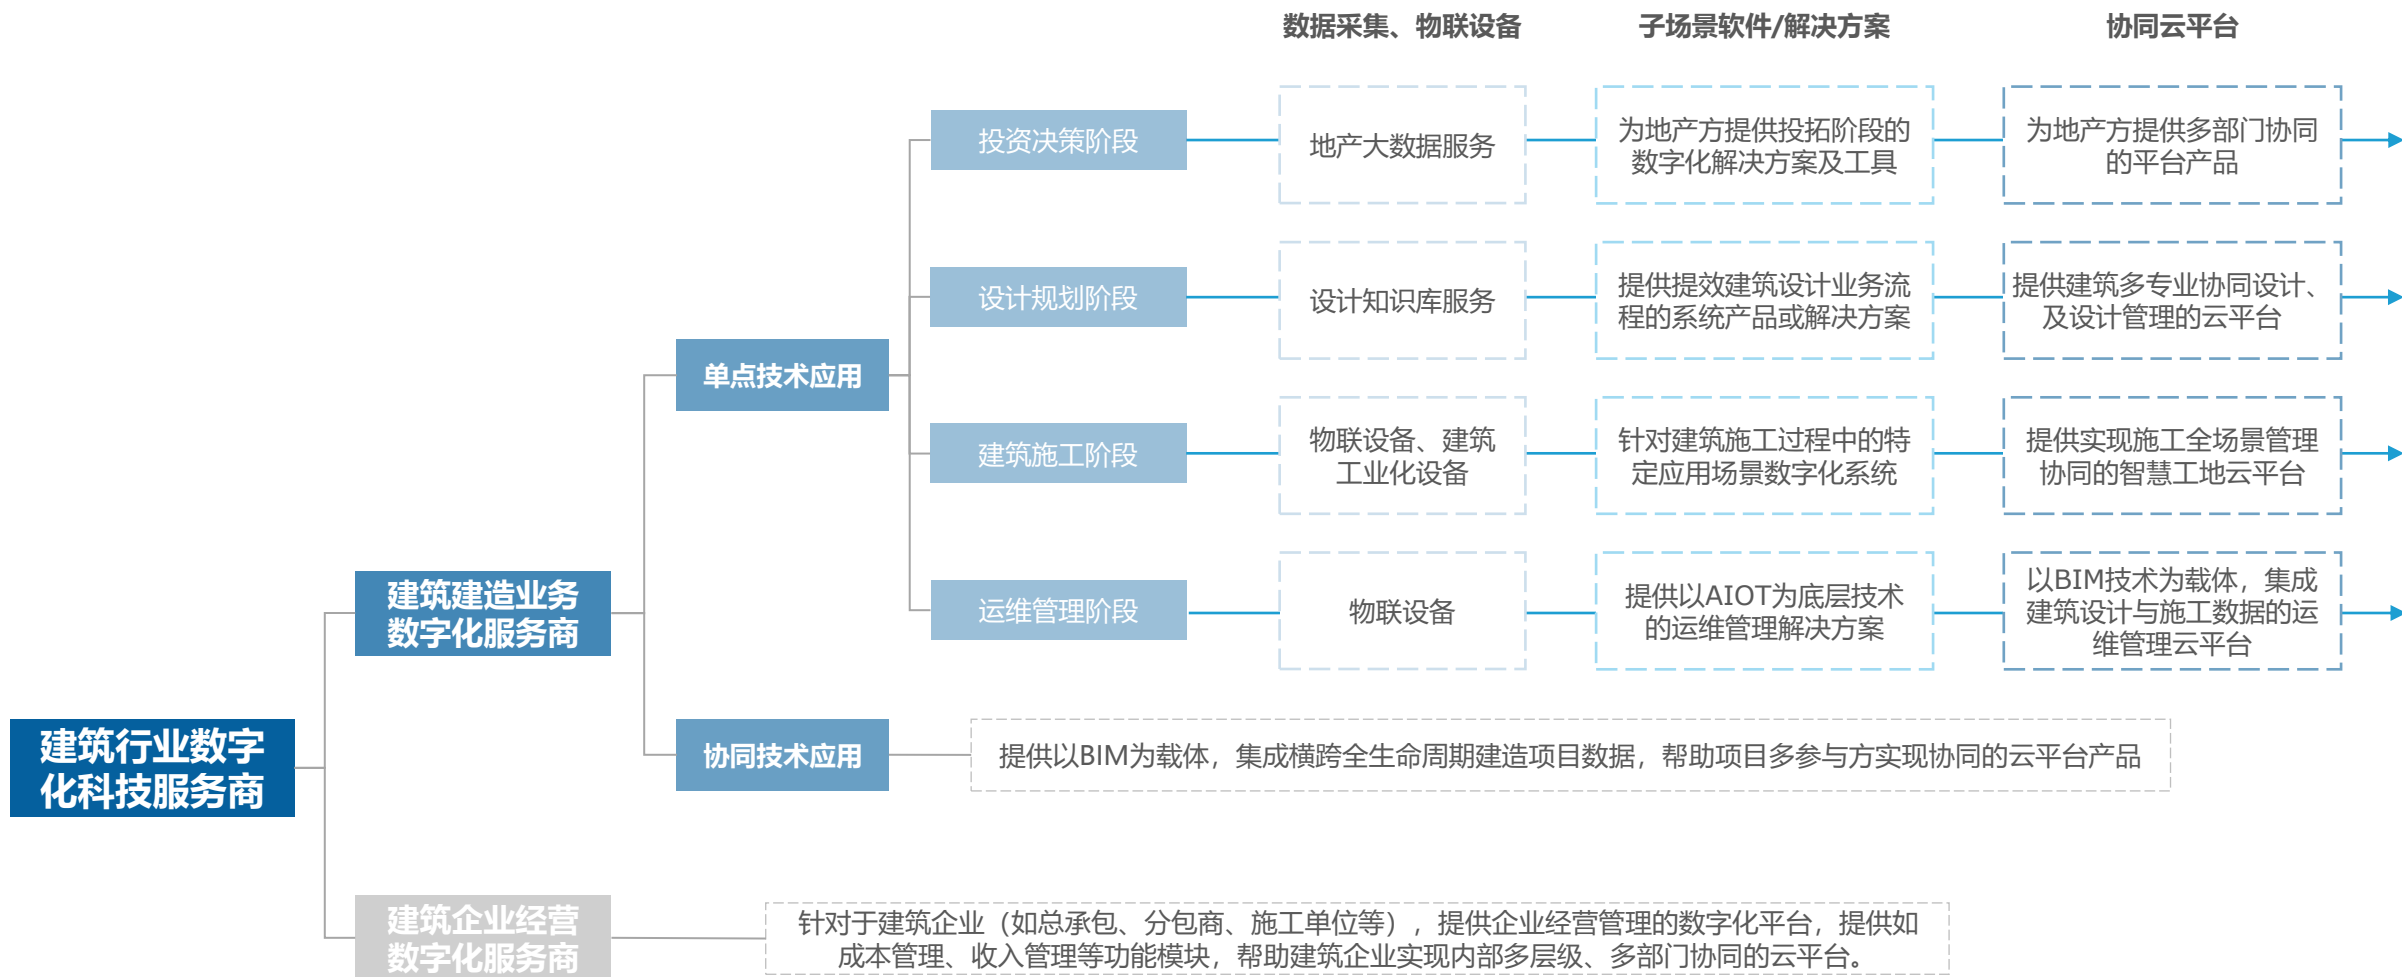 数据采集、物联设备
子场景软件/解决方案
协同云平台
投资决策阶段
地产大数据服务
为地产方提供投拓阶段的
数字化解决方案及工具
为地产方提供多部门协同
的平台产品
设计规划阶段
设计知识库服务
提供提效建筑设计业务流
程的系统产品或解决方案
提供建筑多专业协同设计、
及设计管理的云平台
单点技术应用
建筑施工阶段
物联设备、建筑
工业化设备
针对建筑施工过程中的特
定应用场景数字化系统
提供实现施工全场景管理
协同的智慧工地云平台
建筑建造业务
数字化服务商
运维管理阶段
物联设备
提供以AIOT为底层技术
的运维管理解决方案
以BIM技术为载体，集成
建筑设计与施工数据的运
维管理云平台
建筑行业数字
化科技服务商
协同技术应用
提供以BIM为载体，集成横跨全生命周期建造项目数据，帮助项目多参与方实现协同的云平台产品
建筑企业经营
数字化服务商
针对于建筑企业（如总承包、分包商、施工单位等），提供企业经营管理的数字化平台，提供如
成本管理、收入管理等功能模块，帮助建筑企业实现内部多层级、多部门协同的云平台。